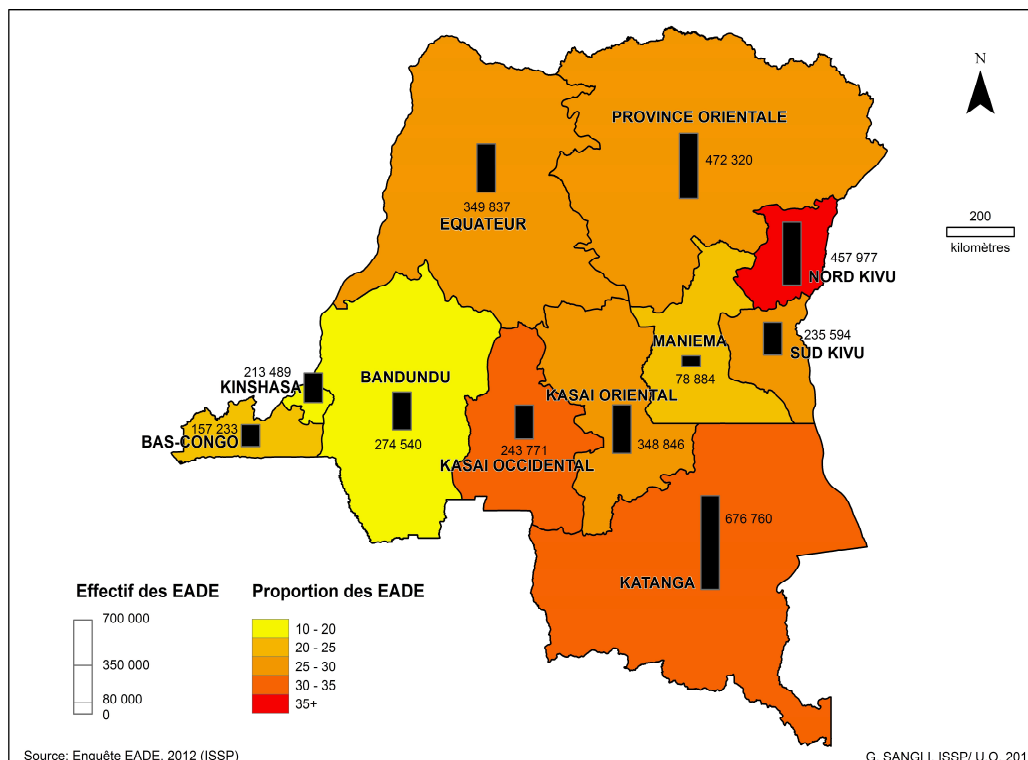 N
PROVINCE ORIENTALE
472 320
349 837
EQUATEUR
200
kilomètres
457 977
NORD KIVU
235 594
SUD KIVU
MANIEMA
78 884
213 489
KINSHASA
BANDUNDU
274 540
157 233
BAS-CONGO
KASAI ORIENTAL
348 846
243 771
KASAI OCCIDENTAL
676 760
KATANGA
Effectif des EADE
700 000
350 000
80 000
0
Proportion des EADE
10 - 20
20 - 25
25 - 30
30 - 35
35+
Source: Enquête EADE, 2012 (ISSP)
G. SANGLI, ISSP/ U.O, 201